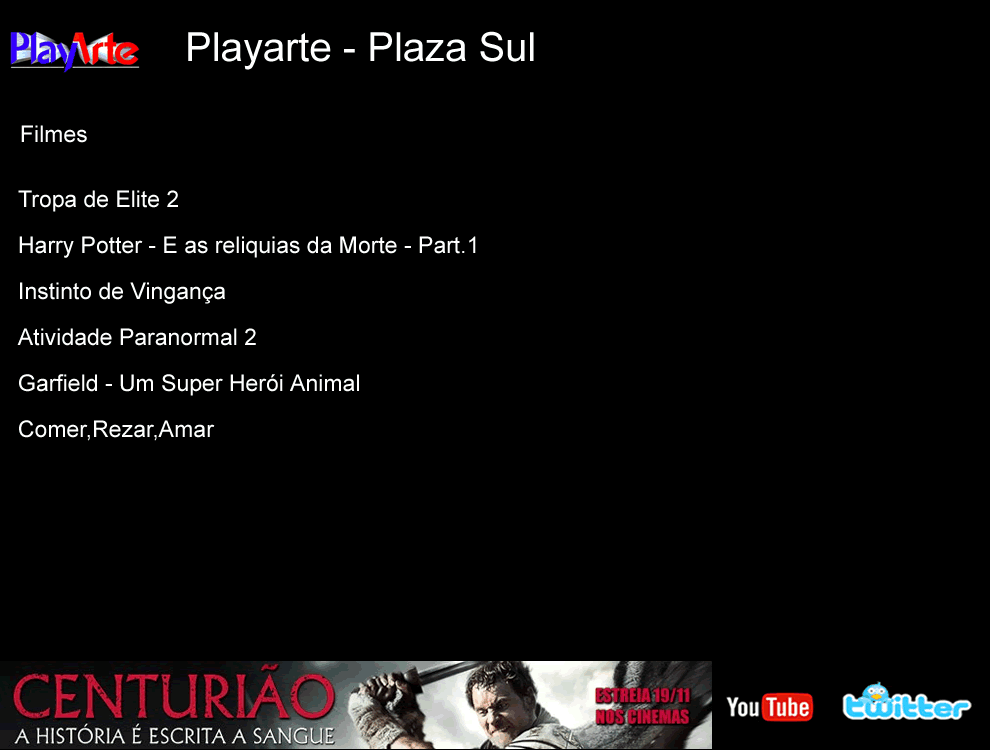 PlayArte
Playarte - Plaza Sul
Filmes
Tropa de Elite 2
Harry Potter - E as reliquias da Morte - Part.1
Instinto de Vingança
Atividade Paranormal 2
Garfield - Um Super Herói Animal
Comer,Rezar,Amar
CENTURIÃO
A HISTÓRIA É ESCRITA A SANGUE
ESTREIA 19/11
NOS CINEMAS
YouTube
twitter